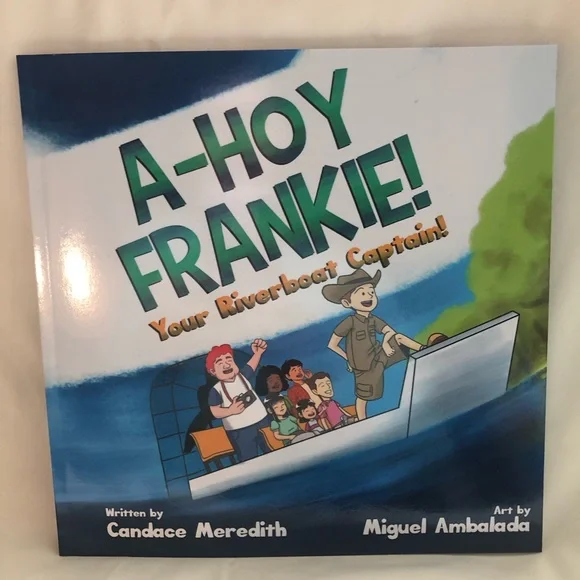 A-HOY
FRANKIE!
Your Riverboat Captain!
Written by
Candace Meredith
Art by
Miguel Ambalada